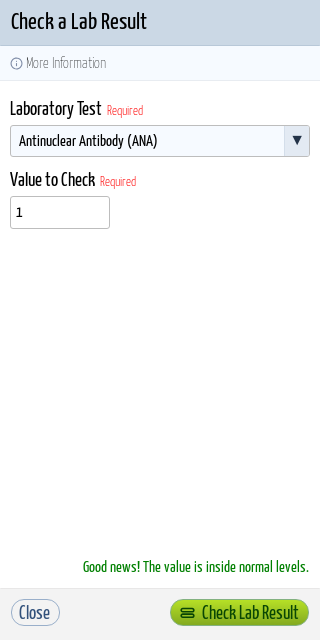 Check a Lab Result
More Information
Laboratory Test Required
Antinuclear Antibody (ANA)
Value to Check Required
1
Good news! The value is inside normal levels.
Close
Check Lab Result